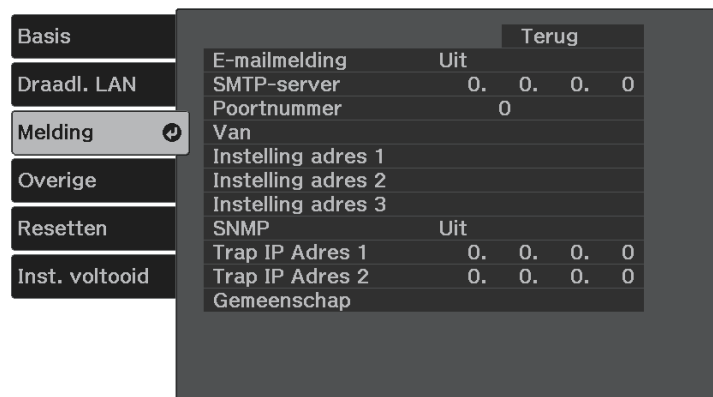 Basis
Draadl. LAN
Melding
Overige
Resetten
Inst. voltooid
Terug
E-mailmelding Uit
SMTP-server 0. 0. 0. 0
Poortnummer 0
Van
Instelling adres 1
Instelling adres 2
Instelling adres 3
SNMP Uit
Trap IP Adres 1 0. 0. 0. 0
Trap IP Adres 2 0. 0. 0. 0
Gemeenschap